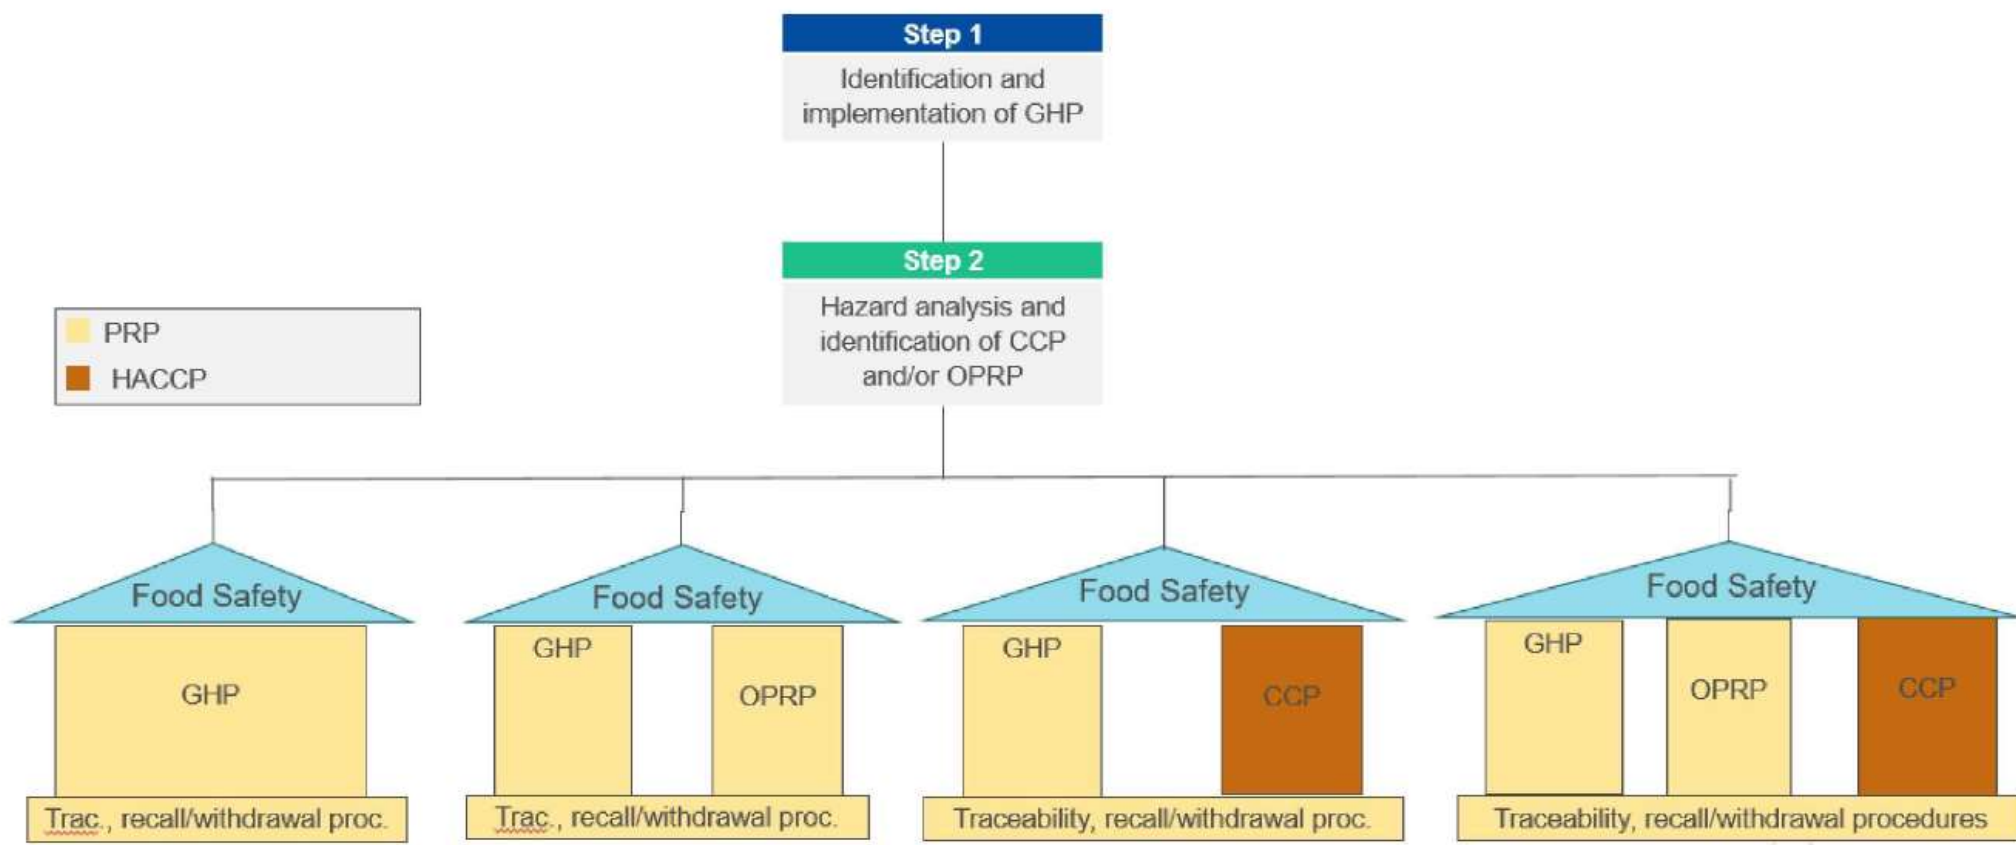 Step 1
Identification and
implementation of GHP
Step 2
Hazard analysis and
identification of CCP
and/or OPRP
PRP
HACCP
Food Safety
GHP
Trac., recall/withdrawal proc.
Food Safety
GHP
OPRP
Trac., recall/withdrawal proc.
Food Safety
GHP
CCP
Traceability, recall/withdrawal proc.
Food Safety
GHP
OPRP
CCP
Traceability, recall/withdrawal procedures